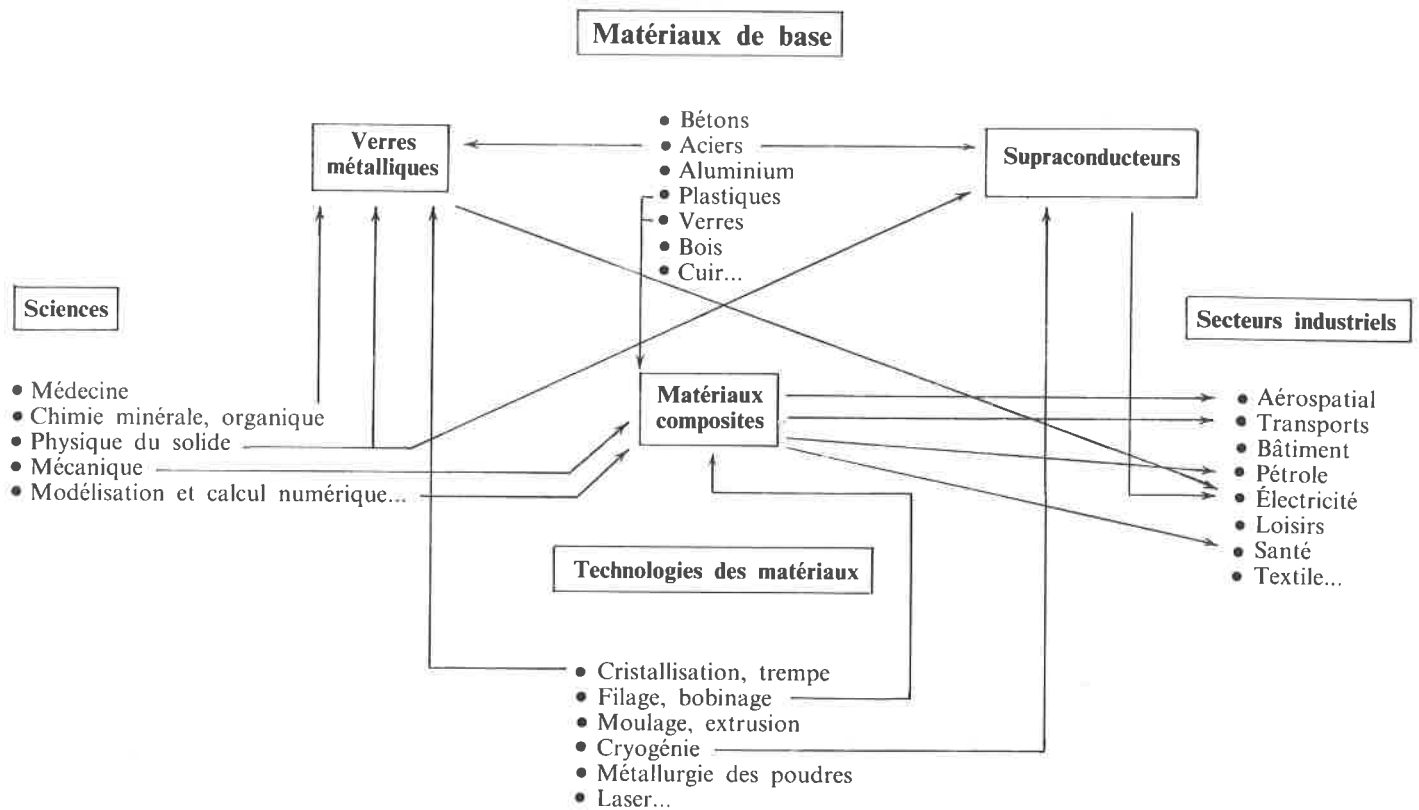 Matériaux de base
Verres
métalliques
• Bétons
• Aciers
• Aluminium
• Plastiques
• Verres
• Bois
• Cuir...
Supraconducteurs
Sciences
• Médecine
• Chimie minérale, organique
• Physique du solide
• Mécanique
• Modélisation et calcul numérique...
Matériaux
composites
Secteurs industriels
• Aérospatial
• Transports
• Bâtiment
• Pétrole
• Électricité
• Loisirs
• Santé
• Textile...
Technologies des matériaux
• Cristallisation, trempe
• Filage, bobinage
• Moulage, extrusion
• Cryogénie
• Métallurgie des poudres
• Laser...